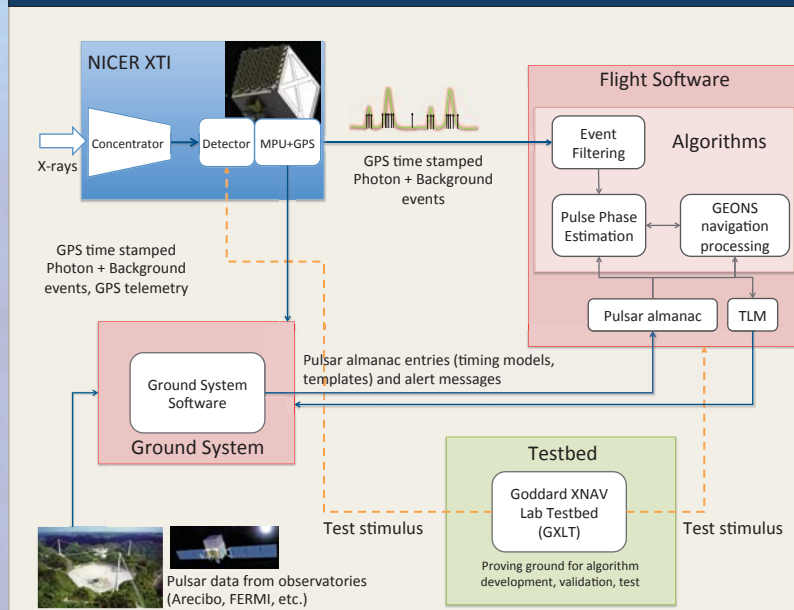 NICER XTI
Concentrator
Detector
MPU+GPS
X-rays
GPS time stamped
Photon + Background
events
Flight Software
Algorithms
Event
Filtering
Pulse Phase
Estimation
GEONS
navigation
processing
Pulsar almanac
TLM
GPS time stamped
Photon + Background
events, GPS telemetry
Pulsar almanac entries (timing models,
templates) and alert messages
Ground System
Software
Ground System
Testbed
Goddard XNAV
Lab Testbed
(GXLT)
Test stimulus
Test stimulus
Proving ground for algorithm
development, validation, test
Pulsar data from observatories
(Arecibo, FERMI, etc.)